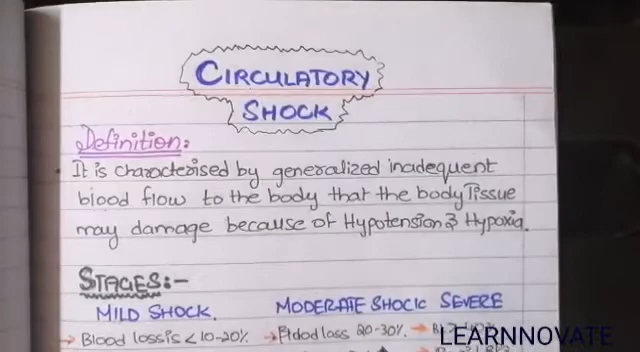 CIRCULATORY
SHOCK
Definition:
It is characterised by generalized inadequent
blood flow to the body that the body Tissue
may damage because of Hypotension & Hypoxia.
STAGES:-
MILD SHOCK. MODERATE SHOCK SEVERE
→ Blood loss is < 10-20% → Blood loss 20-30% →
LEARNNOVATE